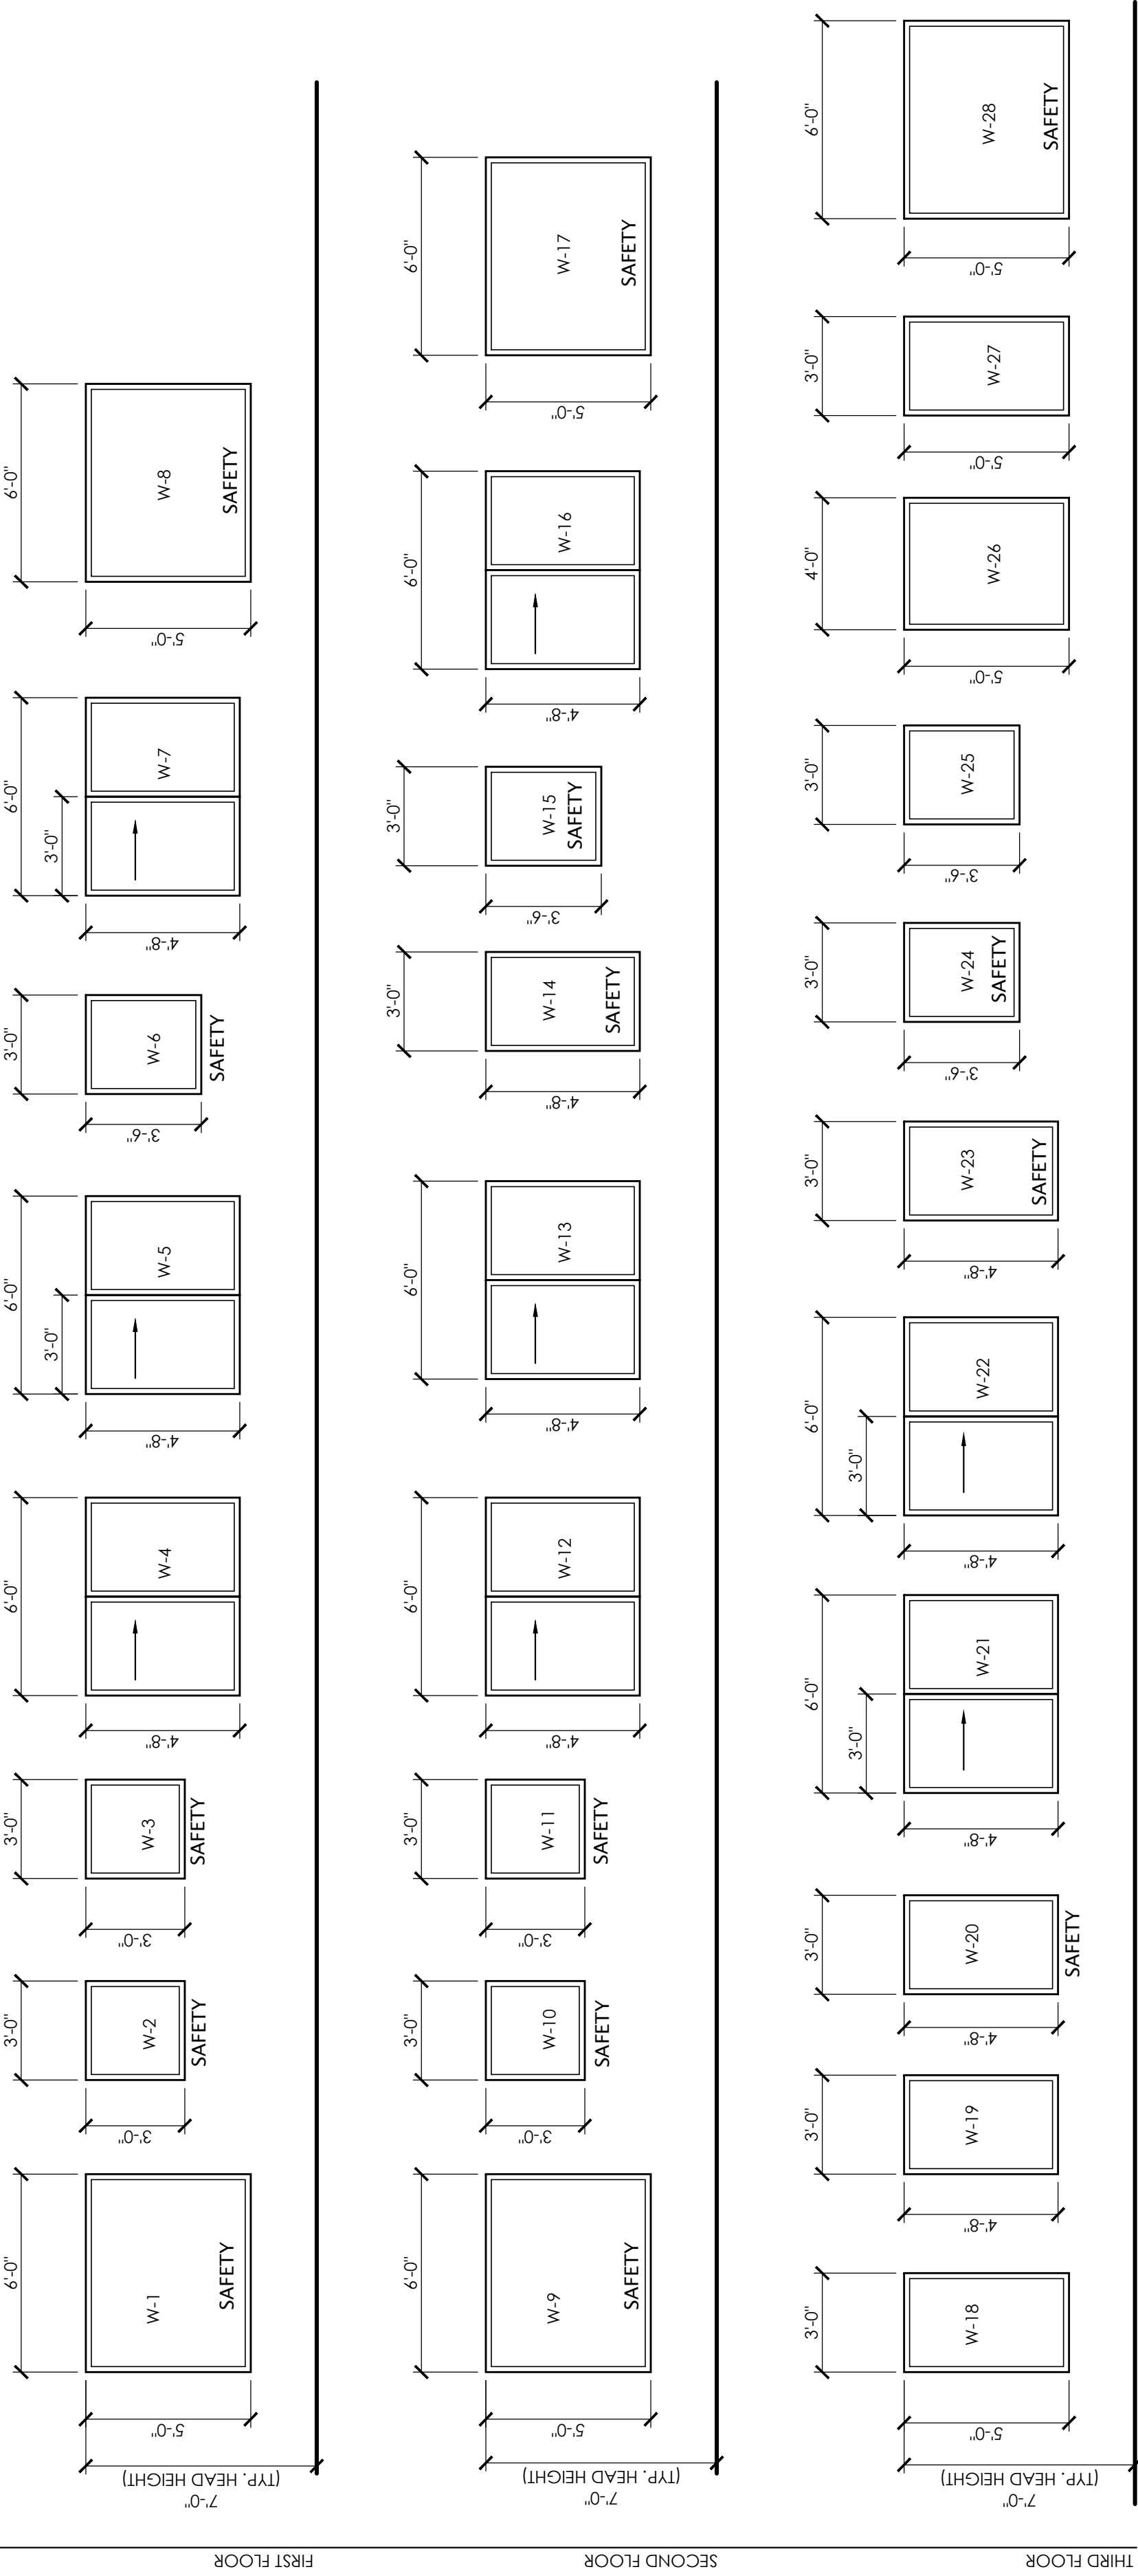 FIRST FLOOR
7'-0"
(TYP. HEAD HEIGHT)
6'-0"
5'-0"
W-1
SAFETY
3'-0"
3'-0"
W-2
SAFETY
3'-0"
3'-0"
W-3
SAFETY
6'-0"
4'-8"
W-4
6'-0"
3'-0"
4'-8"
W-5
3'-0"
3'-6"
W-6
SAFETY
6'-0"
3'-0"
4'-8"
W-7
6'-0"
5'-0"
W-8
SAFETY
SECOND FLOOR
7'-0"
(TYP. HEAD HEIGHT)
6'-0"
5'-0"
W-9
SAFETY
3'-0"
3'-0"
W-10
SAFETY
3'-0"
3'-0"
W-11
SAFETY
6'-0"
4'-8"
W-12
6'-0"
4'-8"
W-13
3'-0"
4'-8"
W-14
SAFETY
3'-0"
3'-6"
W-15
SAFETY
6'-0"
4'-8"
W-16
6'-0"
5'-0"
W-17
SAFETY
THIRD FLOOR
7'-0"
(TYP. HEAD HEIGHT)
3'-0"
5'-0"
W-18
3'-0"
4'-8"
W-19
3'-0"
4'-8"
W-20
SAFETY
6'-0"
3'-0"
4'-8"
W-21
6'-0"
3'-0"
4'-8"
W-22
3'-0"
4'-8"
W-23
SAFETY
3'-0"
3'-6"
W-24
SAFETY
3'-0"
3'-6"
W-25
4'-0"
5'-0"
W-26
3'-0"
5'-0"
W-27
6'-0"
5'-0"
W-28
SAFETY